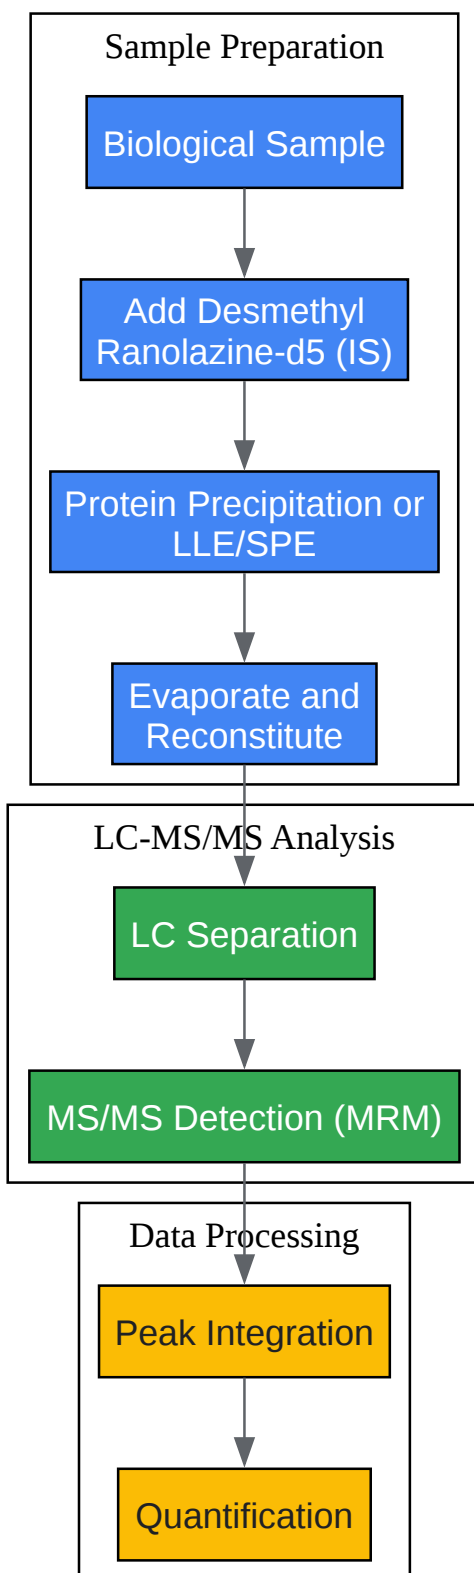 Sample Preparation
Biological Sample
Add Desmethyl
Ranolazine-d5 (IS)
Protein Precipitation or
LLE/SPE
Evaporate and
Reconstitute
LC-MS/MS Analysis
LC Separation
MS/MS Detection (MRM)
Data Processing
Peak Integration
Quantification